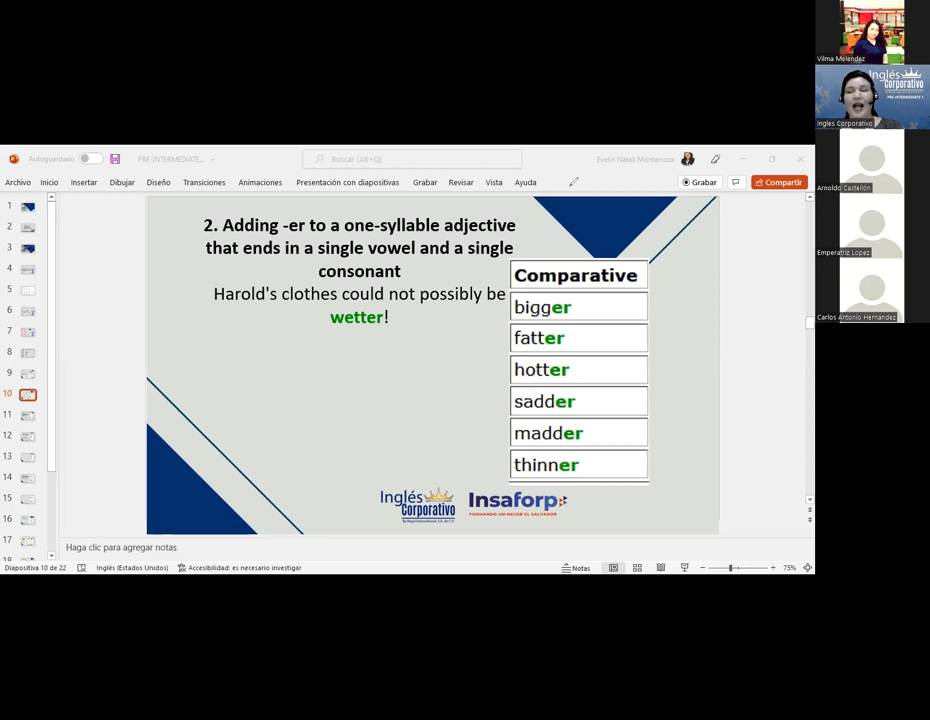 Autoguardado
PRE-INTERMEDIATE...
Buscar (Alt+Q)
Evelin Natali Monterroza
Archivo Inicio Insertar Dibujar Diseño Transiciones Animaciones Presentación con diapositivas Grabar Revisar Vista Ayuda
Grabar
Compartir
1
2
3
4
5
6
7
8
9
10
11
12
13
14
15
16
17
18
2. Adding -er to a one-syllable adjective
that ends in a single vowel and a single
consonant
Harold's clothes could not possibly be
wetter!
Comparative
bigger
fatter
hotter
sadder
madder
thinner
Inglés
Corporativo
Insaforp
FORMANDO UN MEJOR EL SALVADOR
Haga clic para agregar notas
Diapositiva 10 de 22 Inglés (Estados Unidos) Accesibilidad: es necesario investigar
Notas
75%
Vilma Melendez
Inglés
Corporativo
PRE-INTERMEDIATE 1
Ingles Corporativo
Arnoldo Castellón
Emperatriz Lopez
Carlos Antonio Hernández